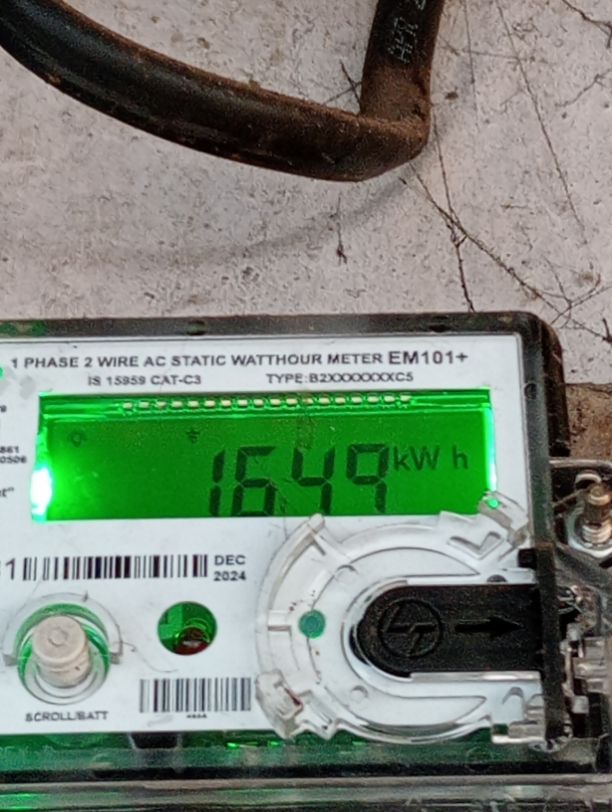 1 PHASE 2 WIRE AC STATIC WATTHOUR METER EM101+
IS 15959 CAT-C3 TYPE:B2XXXXXXXC5
1649 kW h
DEC
2024
SCROLL/BATT
LT